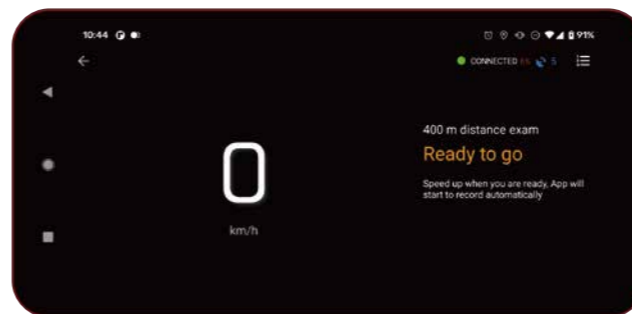 10:44
91%
CONNECTED 5
400 m distance exam
Ready to go
0
Speed up when you are ready, App will
start to record automatically
km/h